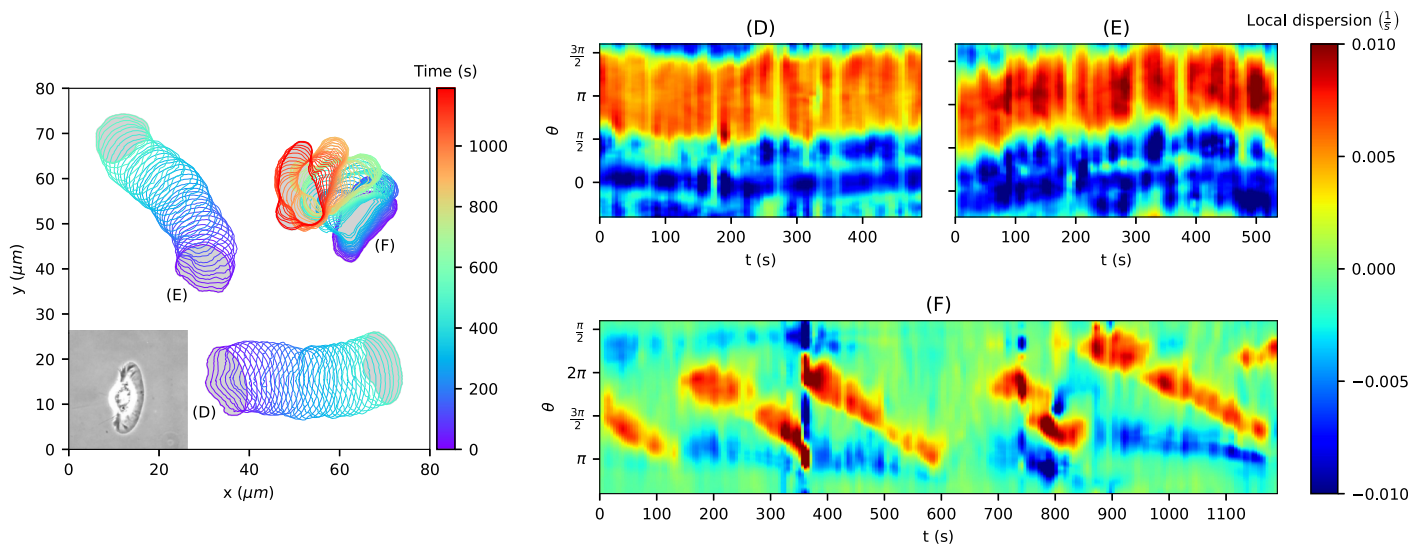 Time (s)
80
70
60
50
40
30
20
10
0
y (μm)
0 20 40 60 80
x (μm)
(E)
(F)
(D)
1000
800
600
400
200
0
(D)
3π/2
π
π/2
0
θ
0 100 200 300 400
t (s)
(E)
0 100 200 300 400 500
t (s)
(F)
π/2
2π
3π/2
π
θ
0 100 200 300 400 500 600 700 800 900 1000 1100
t (s)
Local dispersion (1/s)
0.010
0.005
0.000
−0.005
−0.010